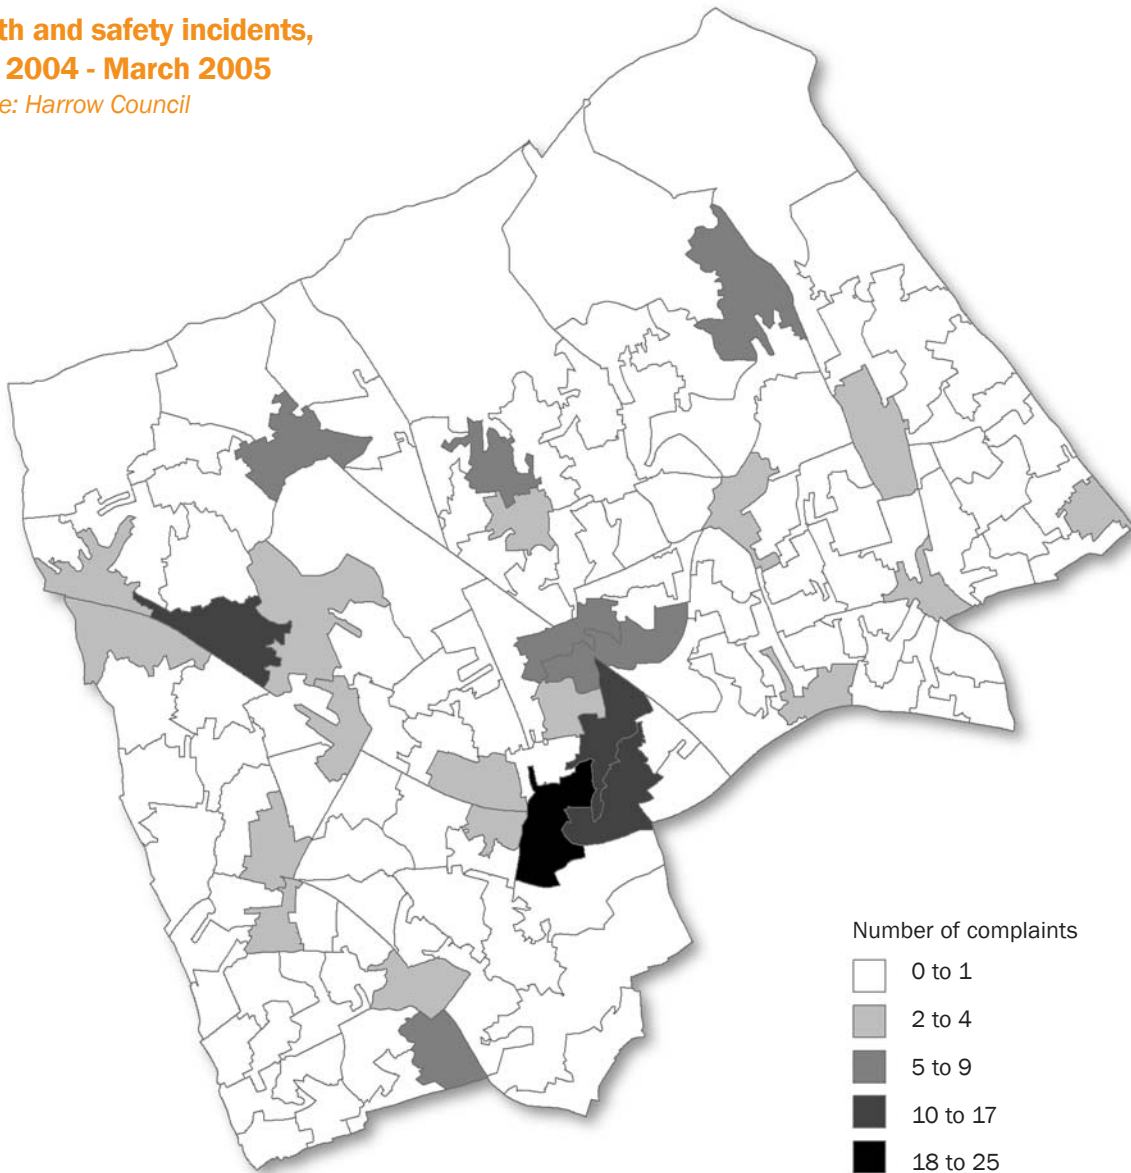 th and safety incidents,
2004 - March 2005
e: Harrow Council
Number of complaints
0 to 1
2 to 4
5 to 9
10 to 17
18 to 25